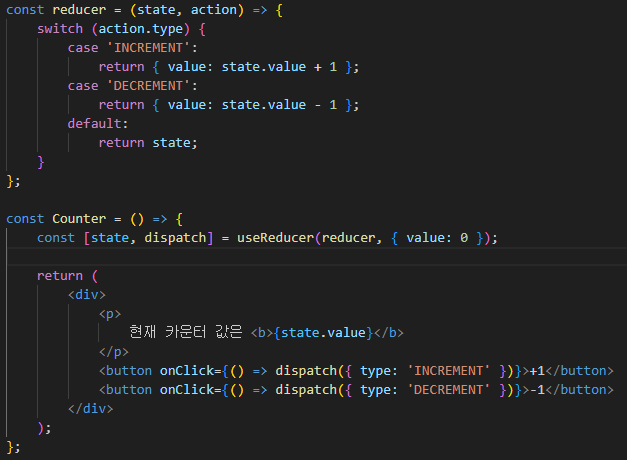 const reducer = (state, action) => {
    switch (action.type) {
        case 'INCREMENT':
            return { value: state.value + 1 };
        case 'DECREMENT':
            return { value: state.value - 1 };
        default:
            return state;
    }
};

const Counter = () => {
    const [state, dispatch] = useReducer(reducer, { value: 0 });

    return (
        <div>
            <p>
                현재 카운터 값은 <b>{state.value}</b>
            </p>
            <button onClick={() => dispatch({ type: 'INCREMENT' })}>+1</button>
            <button onClick={() => dispatch({ type: 'DECREMENT' })}>-1</button>
        </div>
    );
};